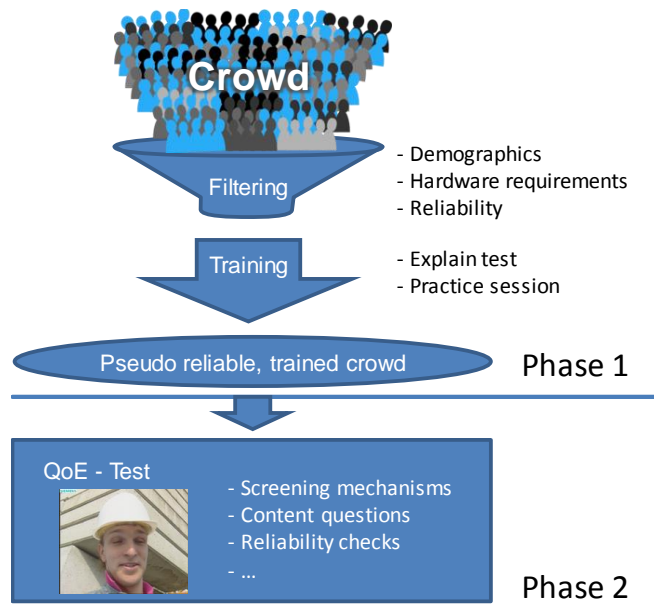 Crowd
Filtering
- Demographics
- Hardware requirements
- Reliability
Training
- Explain test
- Practice session
Pseudo reliable, trained crowd
Phase 1
QoE - Test
- Screening mechanisms
- Content questions
- Reliability checks
- ...
Phase 2